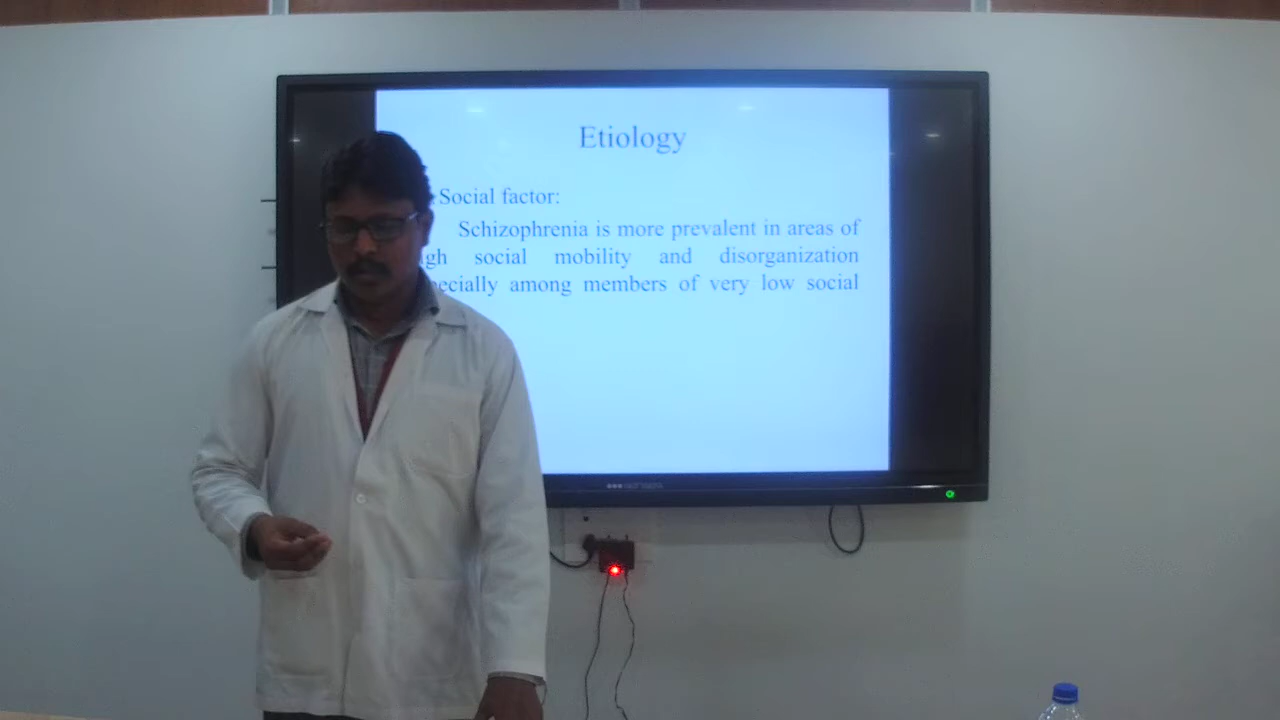 Etiology
Social factor:
Schizophrenia is more prevalent in areas of
social mobility and disorganization
among members of very low social